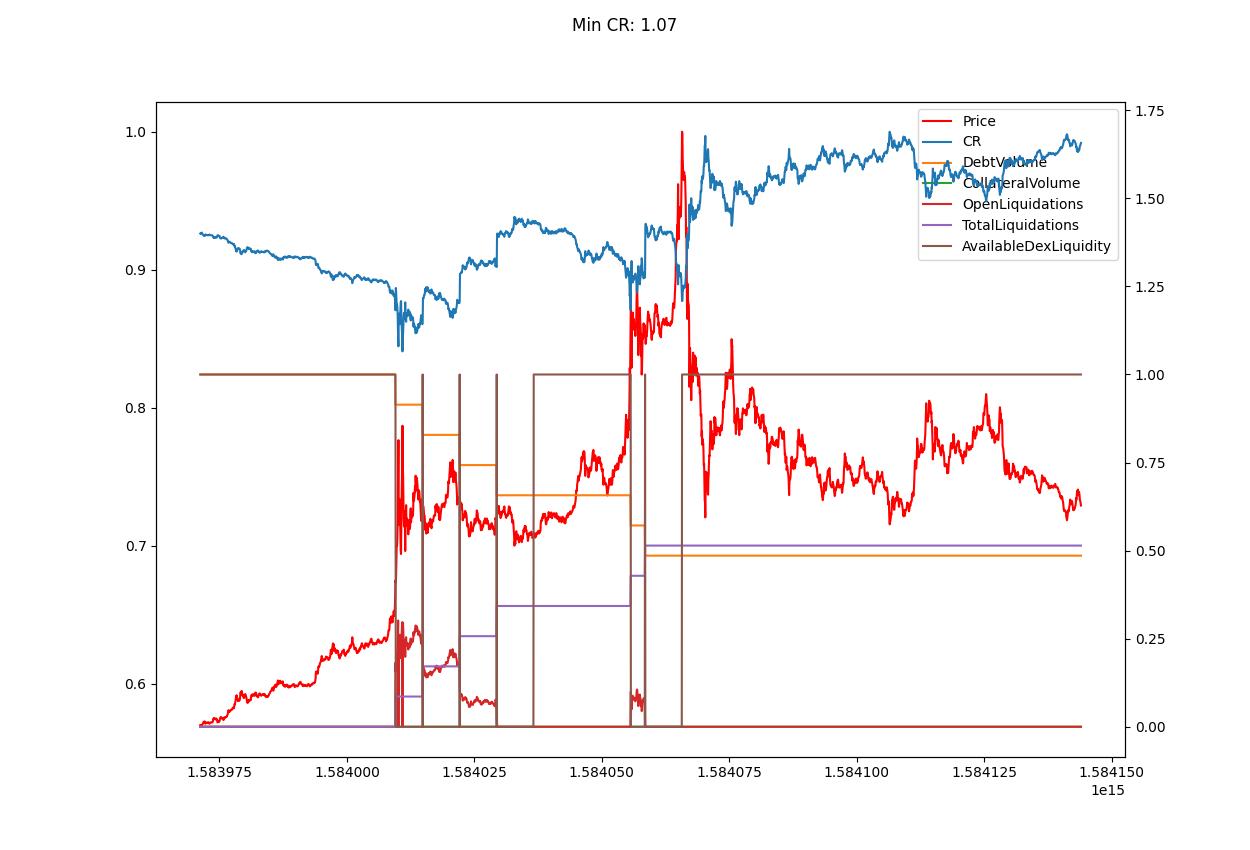 Min CR: 1.07
1.0
0.9
0.8
0.7
0.6
1.75
1.50
1.25
1.00
0.75
0.50
0.25
0.00
Price
CR
DebtVolume
CollateralVolume
OpenLiquidations
TotalLiquidations
AvailableDexLiquidity
1.583975 1.584000 1.584025 1.584050 1.584075 1.584100 1.584125 1.584150
1e15